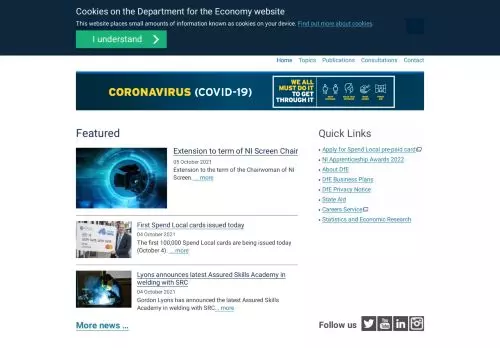 Cookies on the Department for the Economy website
This website places small amounts of information known as cookies on your device. Find out more about cookies.
I understand
Home Topics Publications Consultations Contact
CORONAVIRUS (COVID-19)
WE ALL
MUST DO IT
TO GET
THROUGH IT
Featured
Extension to term of NI Screen Chair
05 October 2021
Extension to the term of the Chairwoman of NI
Screen. ... more
First Spend Local cards issued today
04 October 2021
The first 100,000 Spend Local cards are being issued today
(October 4). ... more
Lyons announces latest Assured Skills Academy in
welding with SRC
04 October 2021
Gordon Lyons has announced the latest Assured Skills
Academy in welding with SRC... more
More news ...
Quick Links
Apply for Spend Local pre-paid card
NI Apprenticeship Awards 2022
About DfE
DfE Business Plans
DfE Privacy Notice
State Aid
Careers Service
Statistics and Economic Research
Follow us